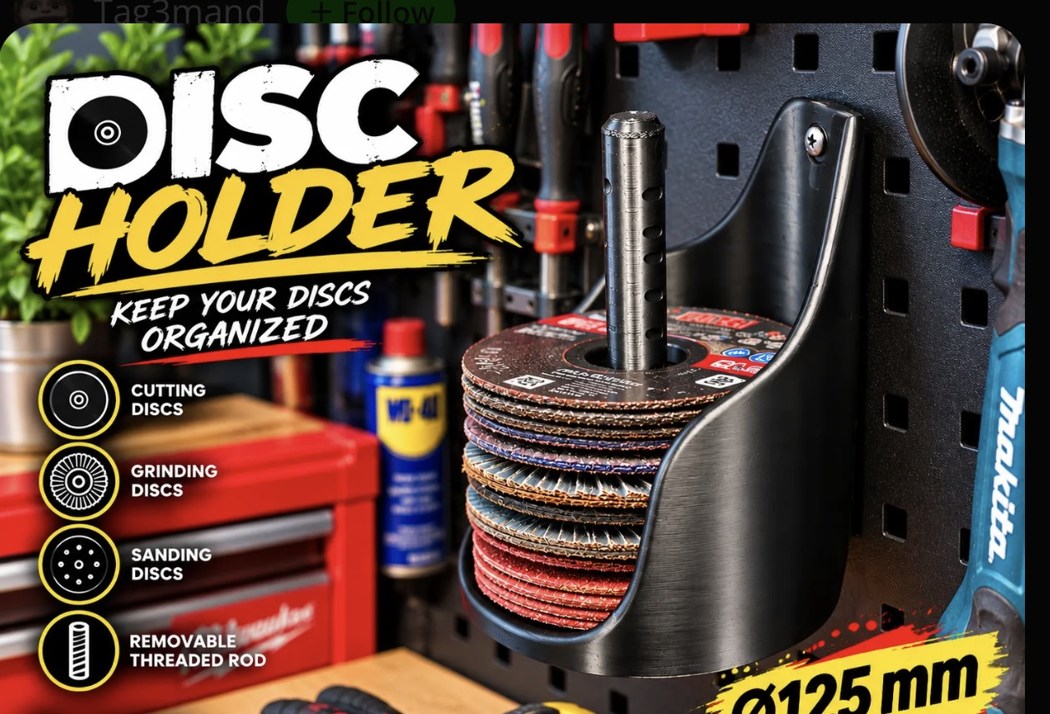 Tag3mand
+ Follow
DISC
HOLDER
KEEP YOUR DISCS
ORGANIZED
CUTTING
DISCS
GRINDING
DISCS
SANDING
DISCS
REMOVABLE
THREADED ROD
WD-40
Milwaukee
makita
Ø125 mm